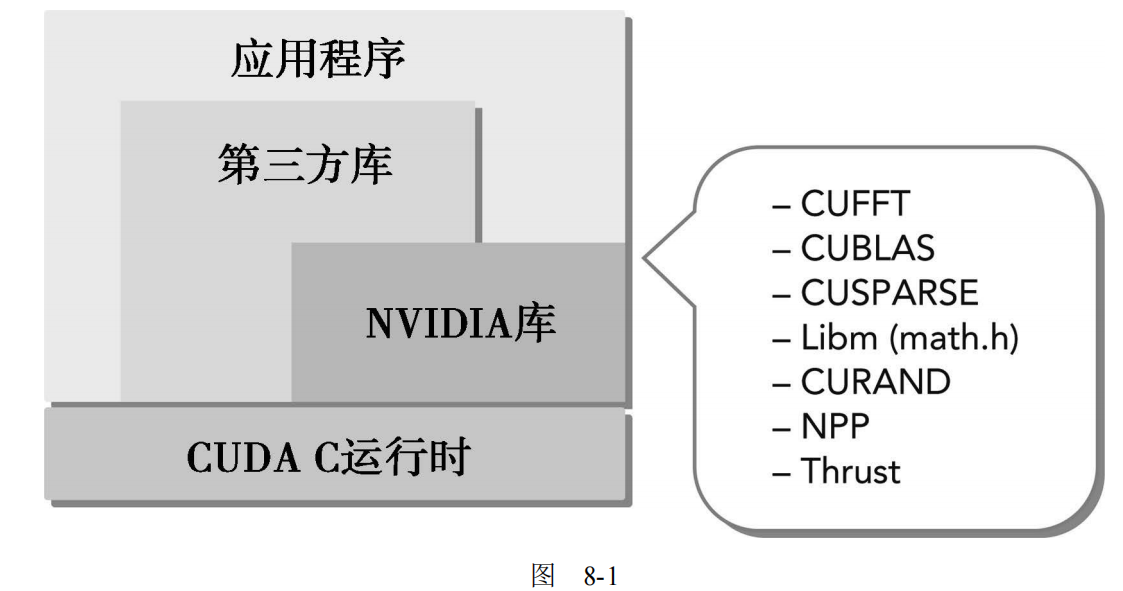 应用程序
第三方库
NVIDIA库
CUDA C运行时
– CUFFT
– CUBLAS
– CUSPARSE
– Libm (math.h)
– CURAND
– NPP
– Thrust
图 8-1